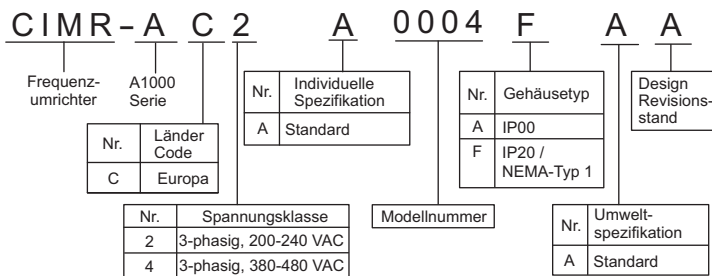 CIMR-AC2A0004FAA
Frequenz-
umrichter
A1000
Serie
Nr. Länder
Code
C Europa
Nr. Spannungsklasse
2 3-phasig, 200-240 VAC
4 3-phasig, 380-480 VAC
Nr. Individuelle
Spezifikation
A Standard
Modellnummer
Nr. Gehäusetyp
A IP00
F IP20 /
NEMA-Typ 1
Nr. Umwelt-
spezifikation
A Standard
Design
Revisions-
stand